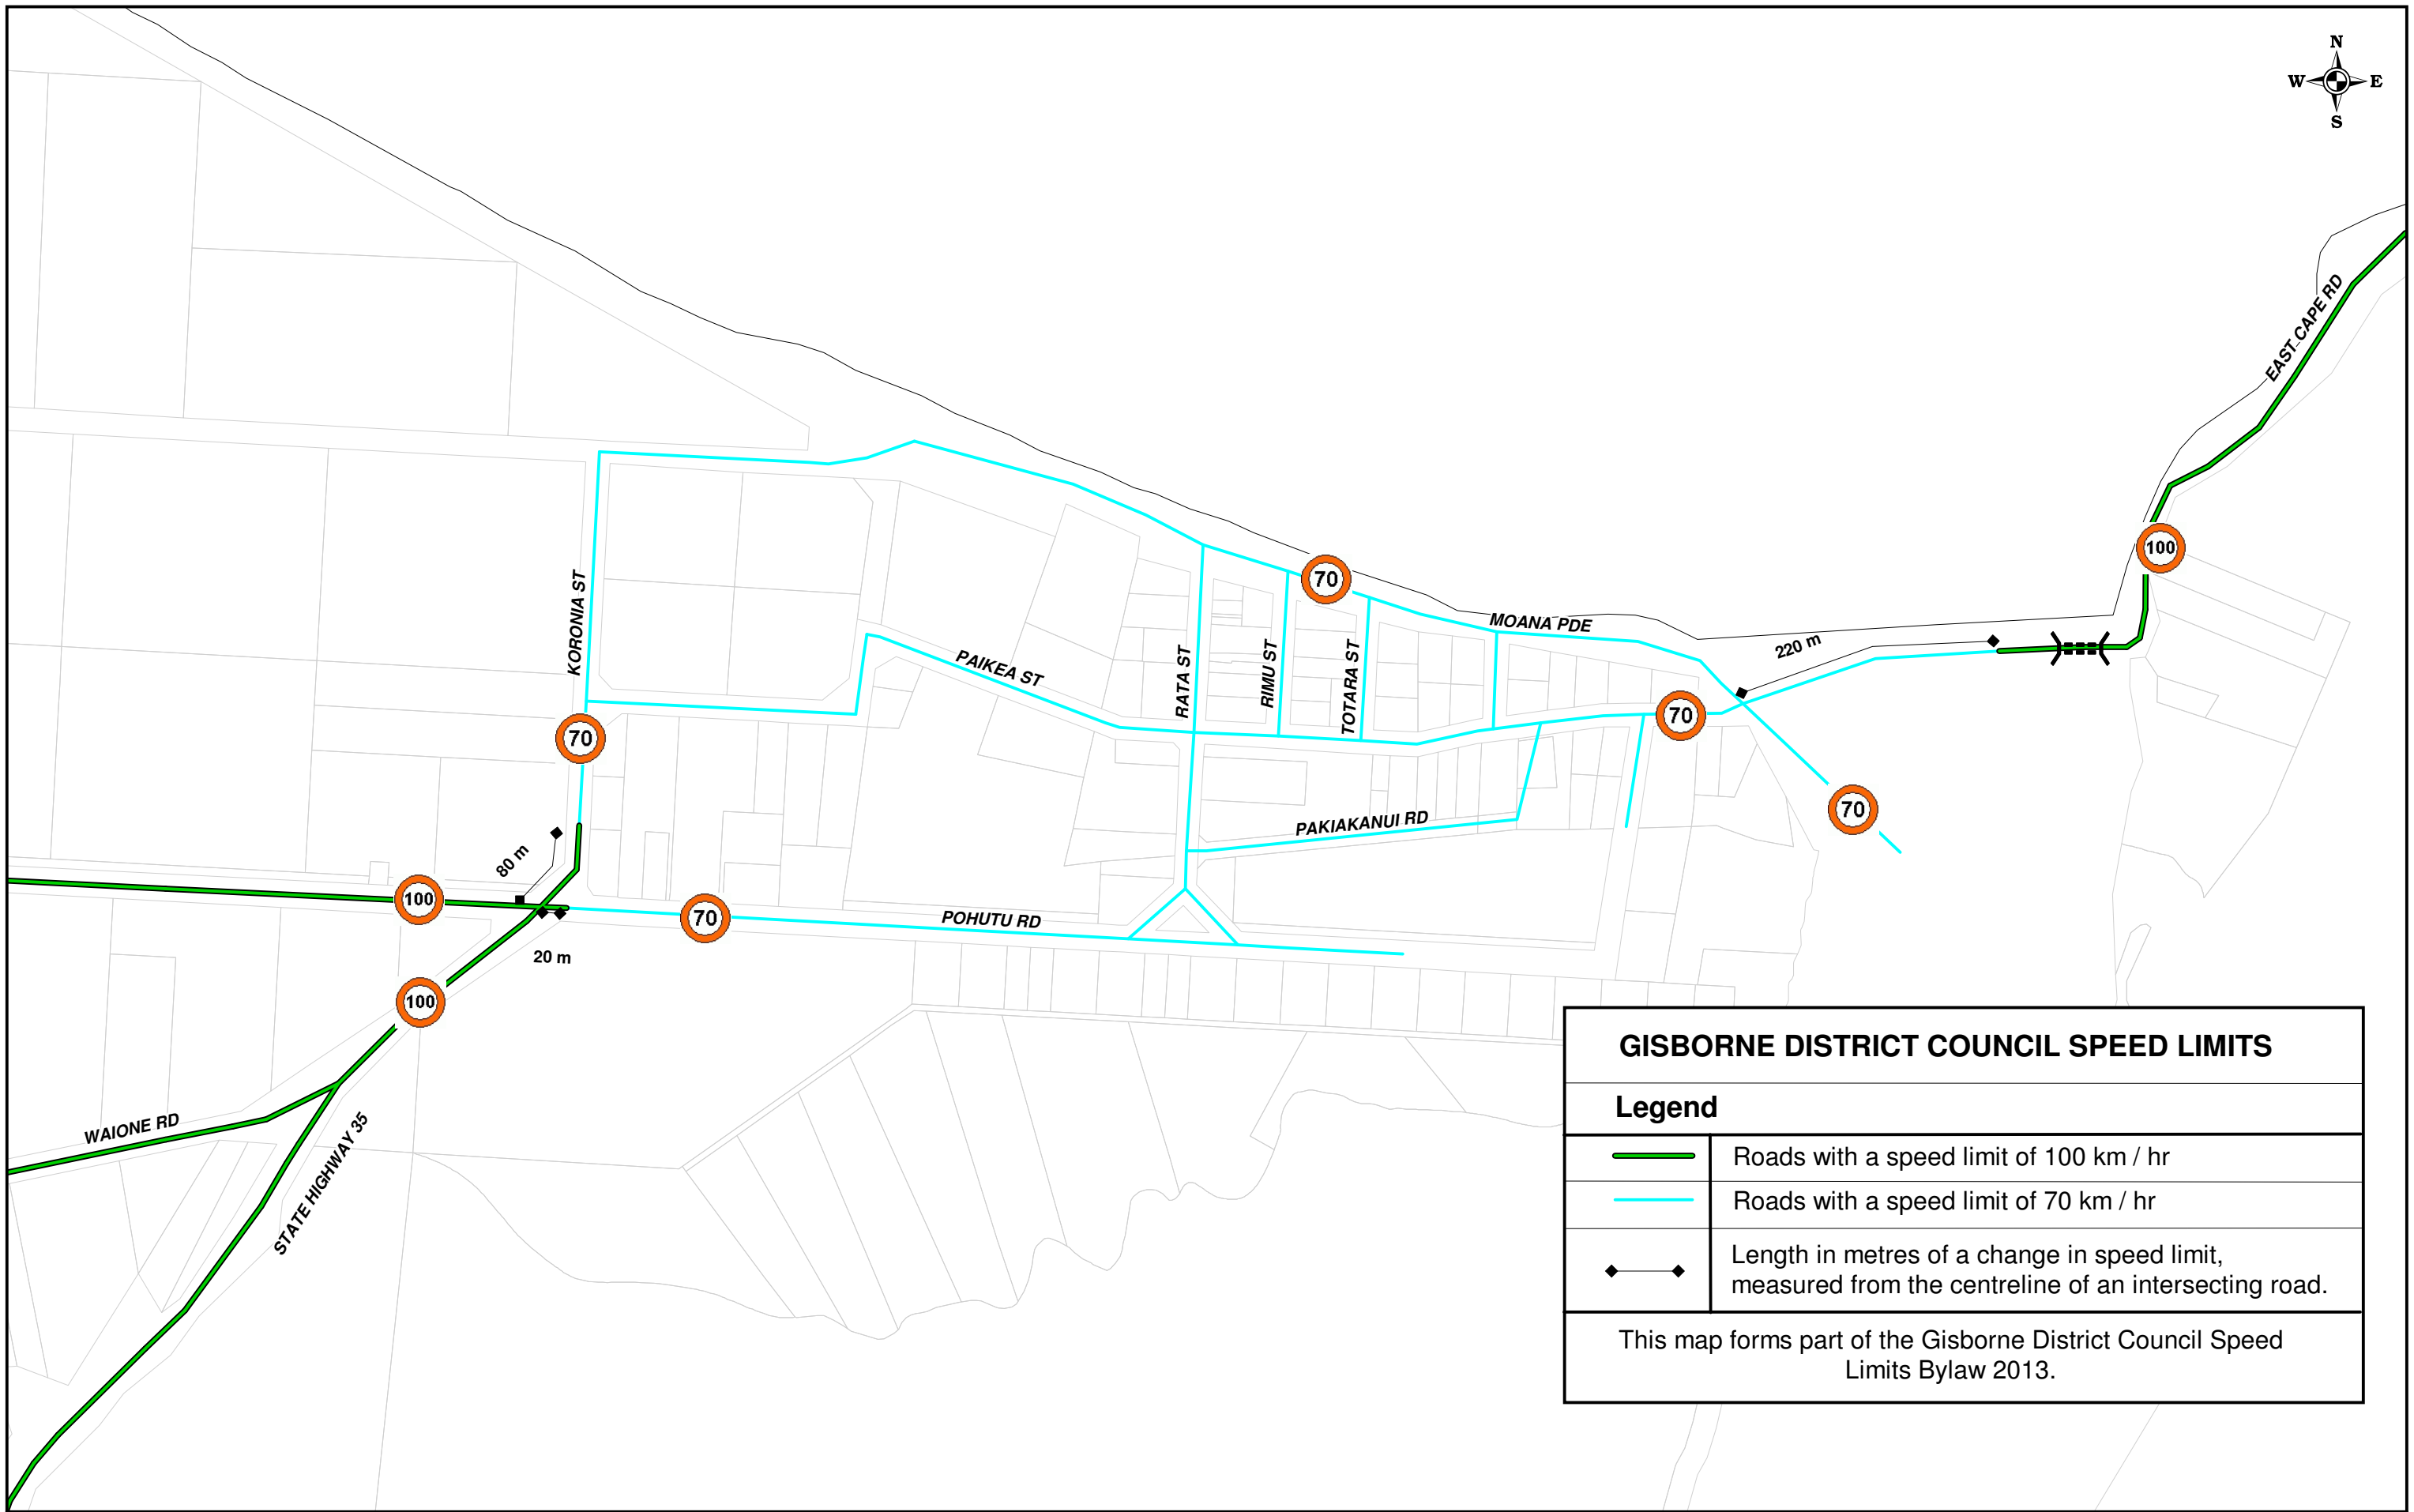 N
W E
S
EAST CAPE RD
100
KORONIA ST
70
MOANA PDE
220 m
PAIKEA ST
RATA ST
RIMU ST
TOTARA ST
70
70
70
PAKIAKANUI RD
80 m
100
70
POHUTU RD
20 m
100
WAIONE RD
STATE HIGHWAY 35
GISBORNE DISTRICT COUNCIL SPEED LIMITS
Legend
Roads with a speed limit of 100 km / hr
Roads with a speed limit of 70 km / hr
Length in metres of a change in speed limit,
measured from the centreline of an intersecting road.
This map forms part of the Gisborne District Council Speed
Limits Bylaw 2013.